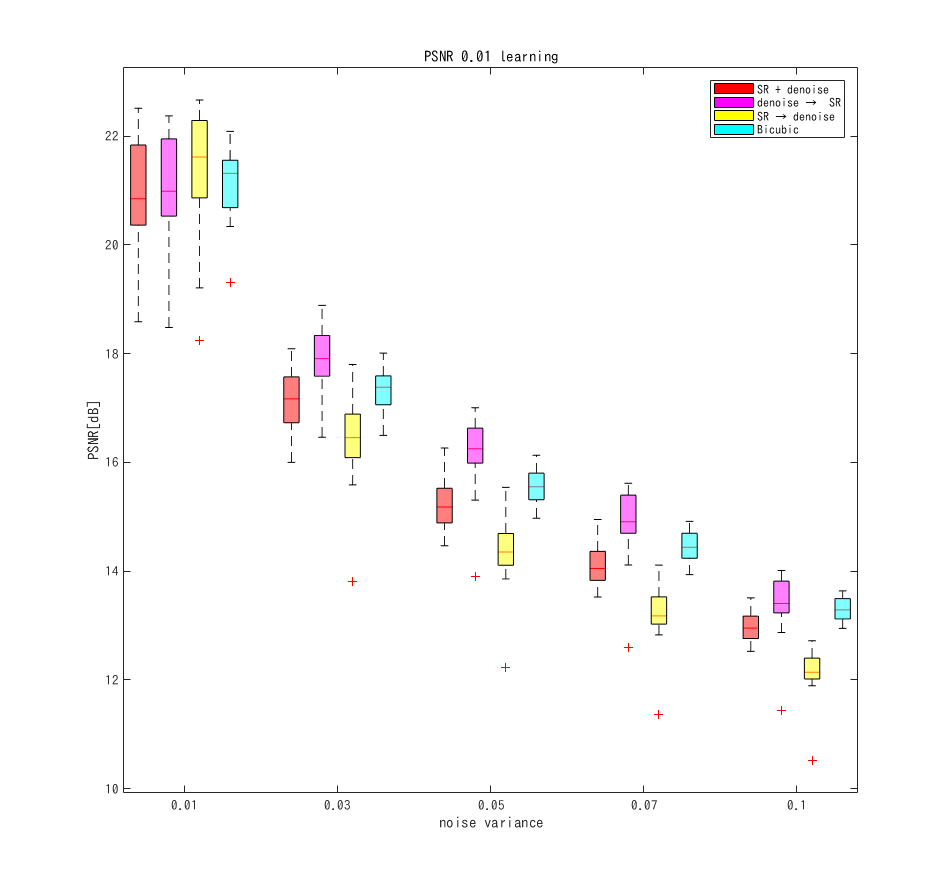 PSNR 0.01 learning
SR + denoise
denoise → SR
SR → denoise
Bicubic
22
20
18
16
14
12
10
PSNR[dB]
0.01
0.03
0.05
0.07
0.1
noise variance